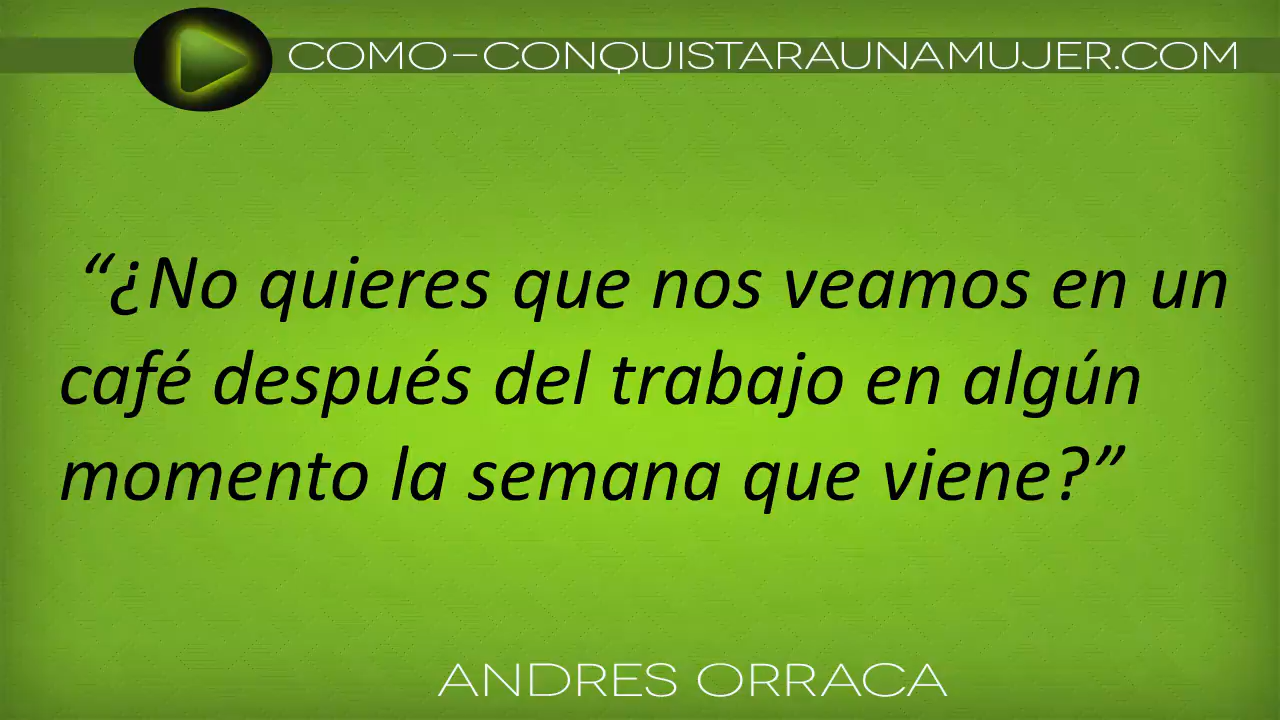 COMO-CONQUISTARAUNAMUJER.COM
“¿No quieres que nos veamos en un
café después del trabajo en algún
momento la semana que viene?”
ANDRES ORRACA